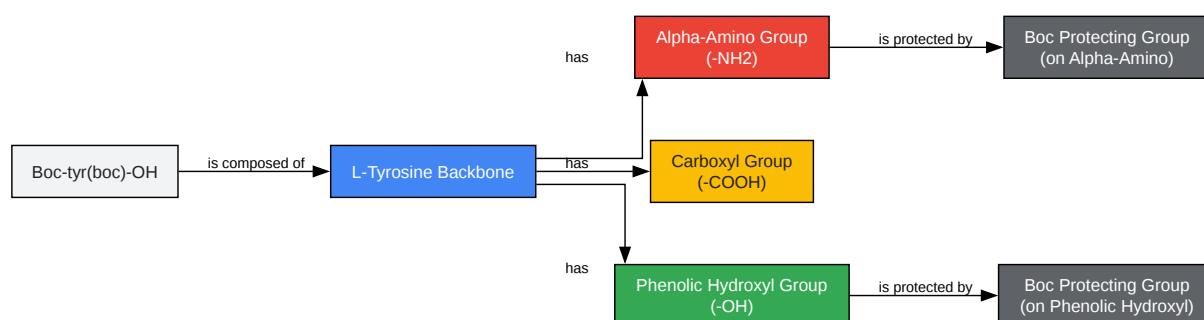 has
Alpha-Amino Group
(-NH2)
is protected by
Boc Protecting Group
(on Alpha-Amino)
Boc-tyr(boc)-OH
is composed of
L-Tyrosine Backbone
has
Carboxyl Group
(-COOH)
has
Phenolic Hydroxyl Group
(-OH)
is protected by
Boc Protecting Group
(on Phenolic Hydroxyl)